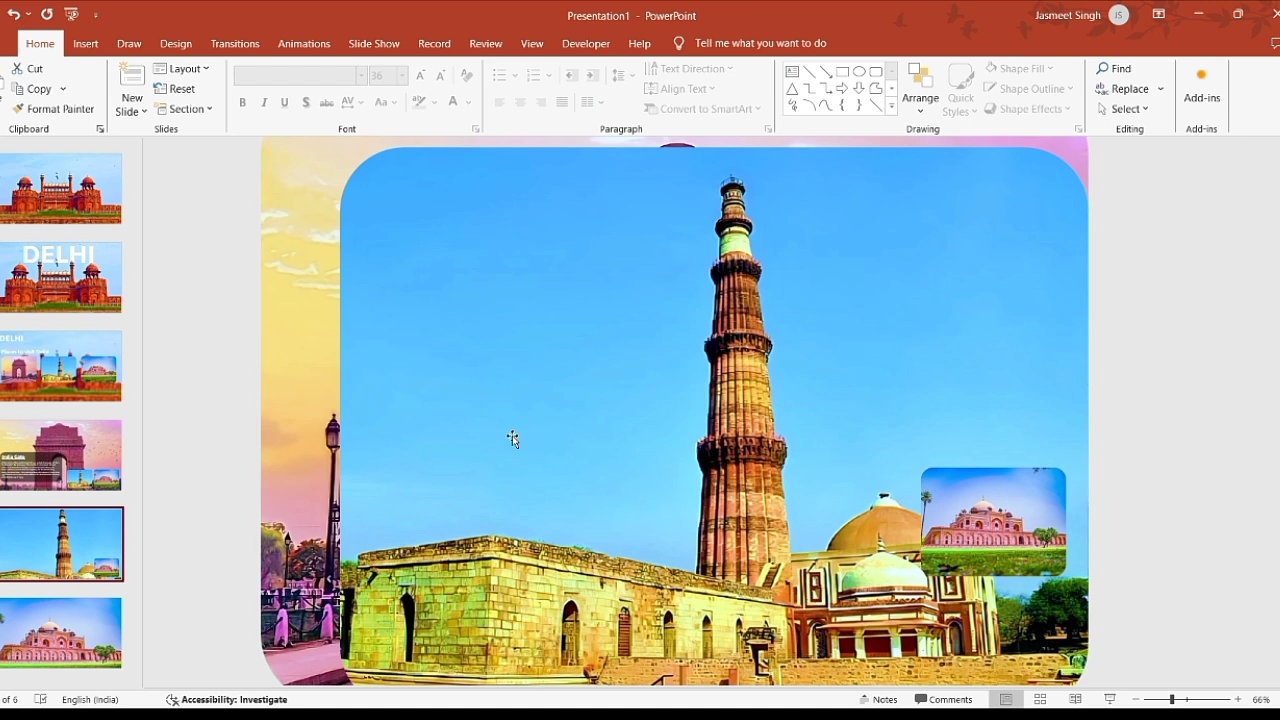 Presentation1 - PowerPoint
Jasmeet Singh
JS
Home Insert Draw Design Transitions Animations Slide Show Record Review View Developer Help Tell me what you want to do
Cut
Copy
Format Painter
Clipboard
New Slide
Layout
Reset
Section
Slides
36
B I U S abc AV Aa A
Font
Text Direction
Align Text
Convert to SmartArt
Paragraph
Arrange
Quick Styles
Shape Fill
Shape Outline
Shape Effects
Drawing
Find
Replace
Select
Editing
Add-ins
Add-ins
DELHI
DELHI
India Gate
of 6 English (India) Accessibility: Investigate Notes Comments 66%